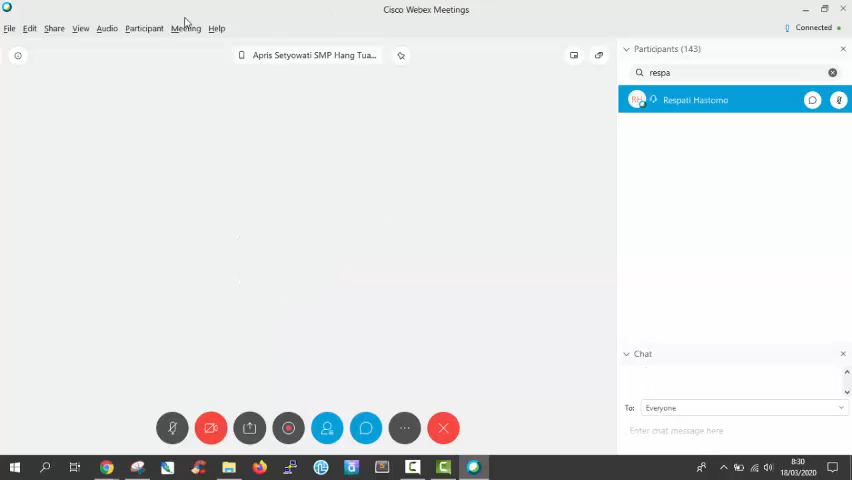 Cisco Webex Meetings
File Edit Share View Audio Participant Meeting Help
Connected
Apris Setyowati SMP Hang Tua...
Participants (143)
respa
RH Respati Hastomo
Chat
To: Everyone
Enter chat message here
8:30
18/03/2020